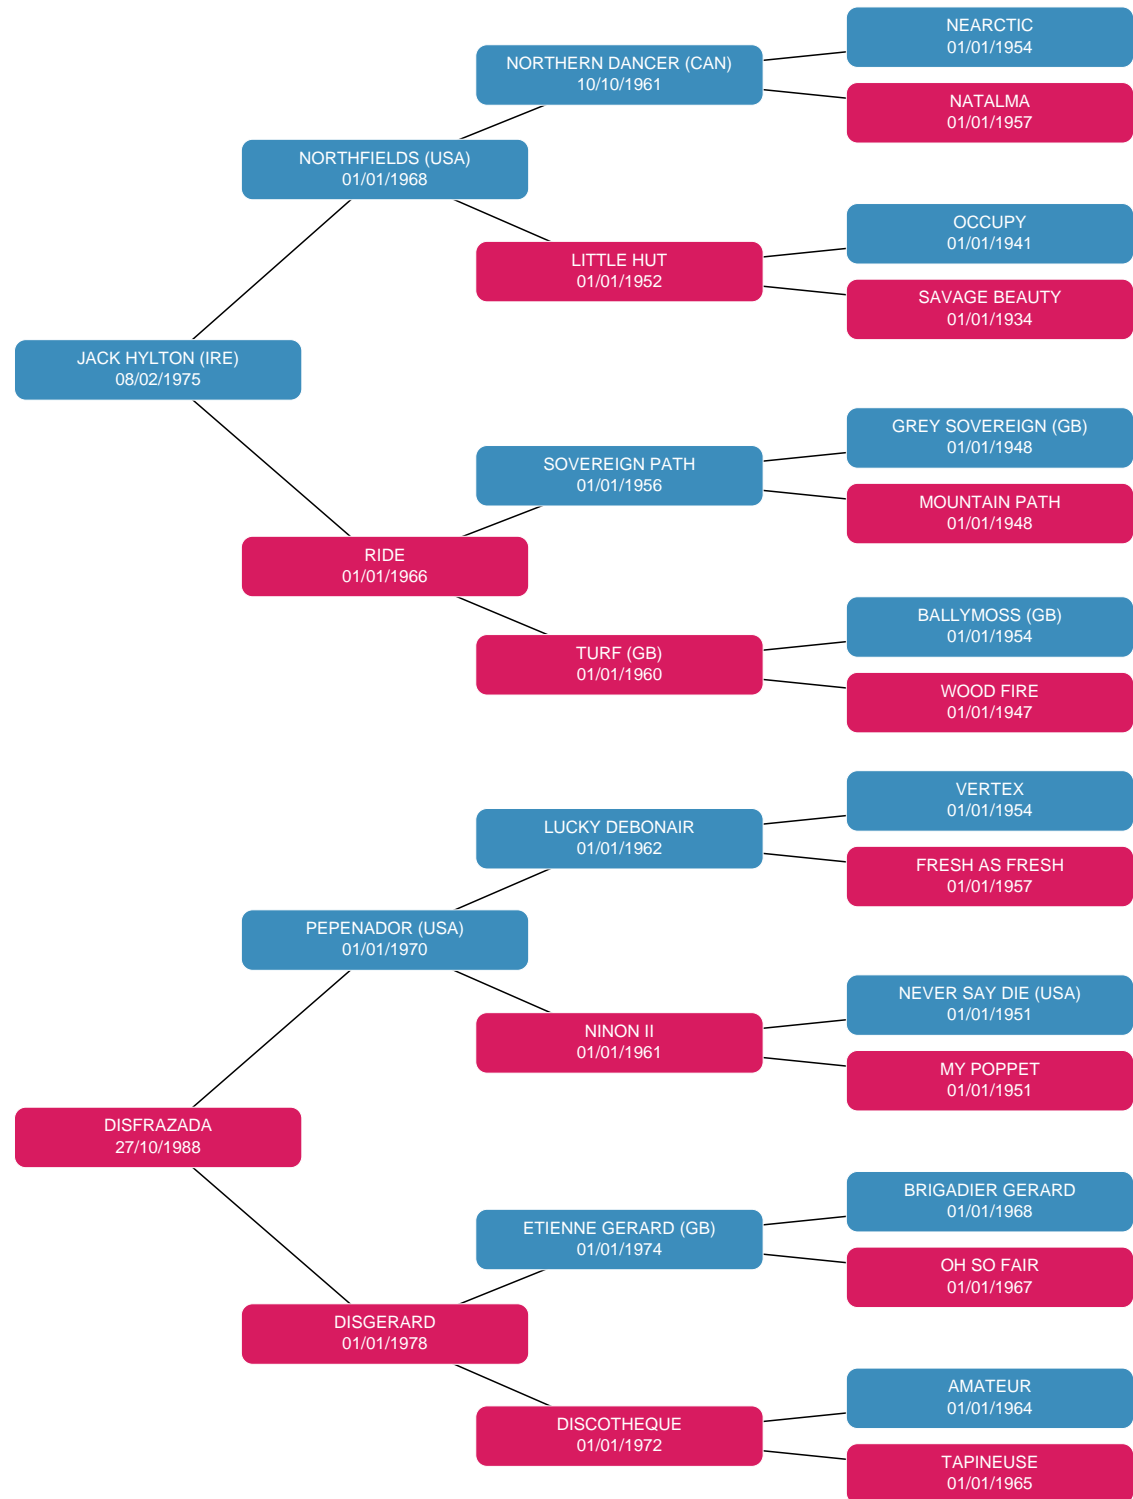 NEARCTIC
01/01/1954
NORTHERN DANCER (CAN)
10/10/1961
NATALMA
01/01/1957
NORTHFIELDS (USA)
01/01/1968
OCCUPY
01/01/1941
LITTLE HUT
01/01/1952
SAVAGE BEAUTY
01/01/1934
JACK HYLTON (IRE)
08/02/1975
GREY SOVEREIGN (GB)
01/01/1948
SOVEREIGN PATH
01/01/1956
MOUNTAIN PATH
01/01/1948
RIDE
01/01/1966
BALLYMOSS (GB)
01/01/1954
TURF (GB)
01/01/1960
WOOD FIRE
01/01/1947
VERTEX
01/01/1954
LUCKY DEBONAIR
01/01/1962
FRESH AS FRESH
01/01/1957
PEPENADOR (USA)
01/01/1970
NEVER SAY DIE (USA)
01/01/1951
NINON II
01/01/1961
MY POPPET
01/01/1951
DISFRAZADA
27/10/1988
BRIGADIER GERARD
01/01/1968
ETIENNE GERARD (GB)
01/01/1974
OH SO FAIR
01/01/1967
DISGERARD
01/01/1978
AMATEUR
01/01/1964
DISCOTHEQUE
01/01/1972
TAPINEUSE
01/01/1965